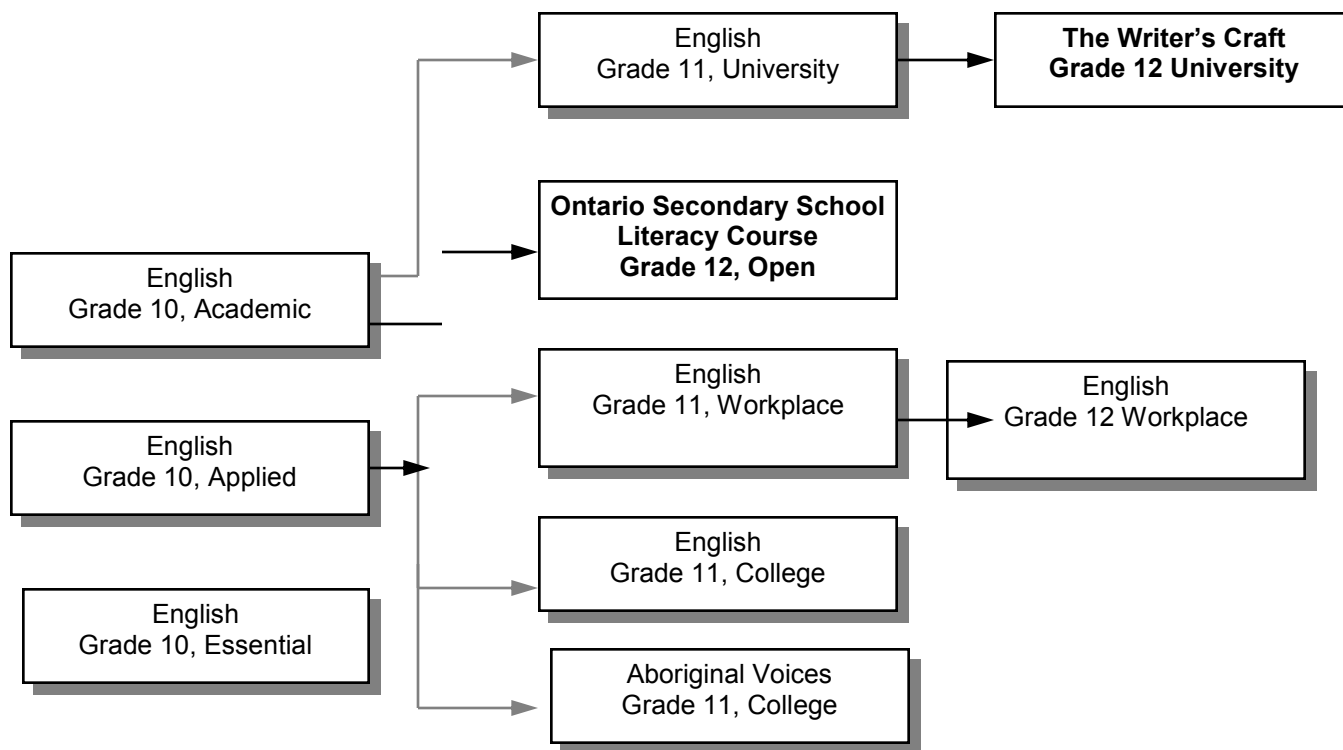 English
Grade 11, University
The Writer’s Craft
Grade 12 University
Ontario Secondary School
Literacy Course
Grade 12, Open
English
Grade 10, Academic
English
Grade 11, Workplace
English
Grade 12 Workplace
English
Grade 10, Applied
English
Grade 11, College
English
Grade 10, Essential
Aboriginal Voices
Grade 11, College